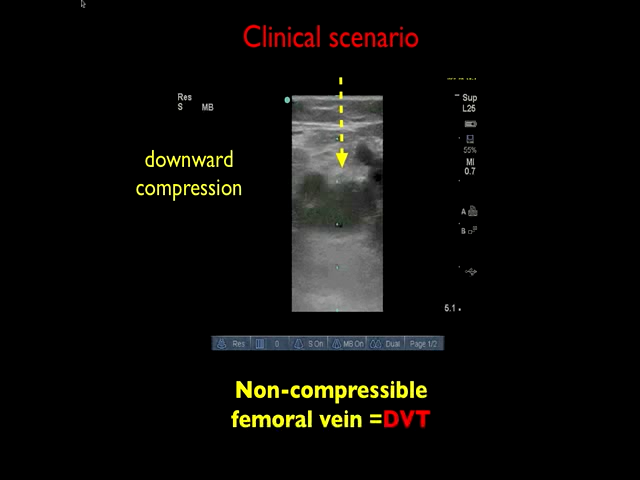 Clinical scenario
Res
S MB
Sup
L25
55%
MI
0.7
downward
compression
A
B
5.1
Res 0 S On MB On Dual Page 1/2
Non-compressible
femoral vein =DVT